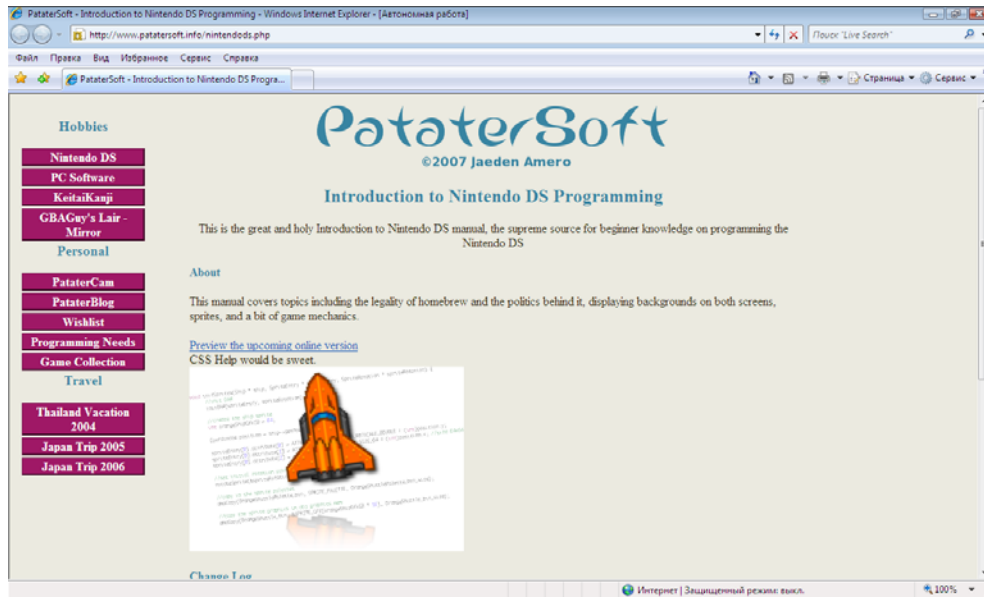 PataterSoft - Introduction to Nintendo DS Programming - Windows Internet Explorer - [Автономная работа]
http://www.patatersoft.info/nintendods.php
Поиск "Live Search"
Файл Правка Вид Избранное Сервис Справка
PataterSoft - Introduction to Nintendo DS Progra...
Страница Сервис
Hobbies
Nintendo DS
PC Software
KeitaiKanji
GBAGuy's Lair -
Mirror
Personal
PataterCam
PataterBlog
Wishlist
Programming Needs
Game Collection
Travel
Thailand Vacation
2004
Japan Trip 2005
Japan Trip 2006
PataterSoft
©2007 Jaeden Amero
Introduction to Nintendo DS Programming
This is the great and holy Introduction to Nintendo DS manual, the supreme source for beginner knowledge on programming the
Nintendo DS
About
This manual covers topics including the legality of homebrew and the politics behind it, displaying backgrounds on both screens,
sprites, and a bit of game mechanics.
Preview the upcoming online version
CSS Help would be sweet.
Change Log
Интернет | Защищенный режим: выкл.
100%